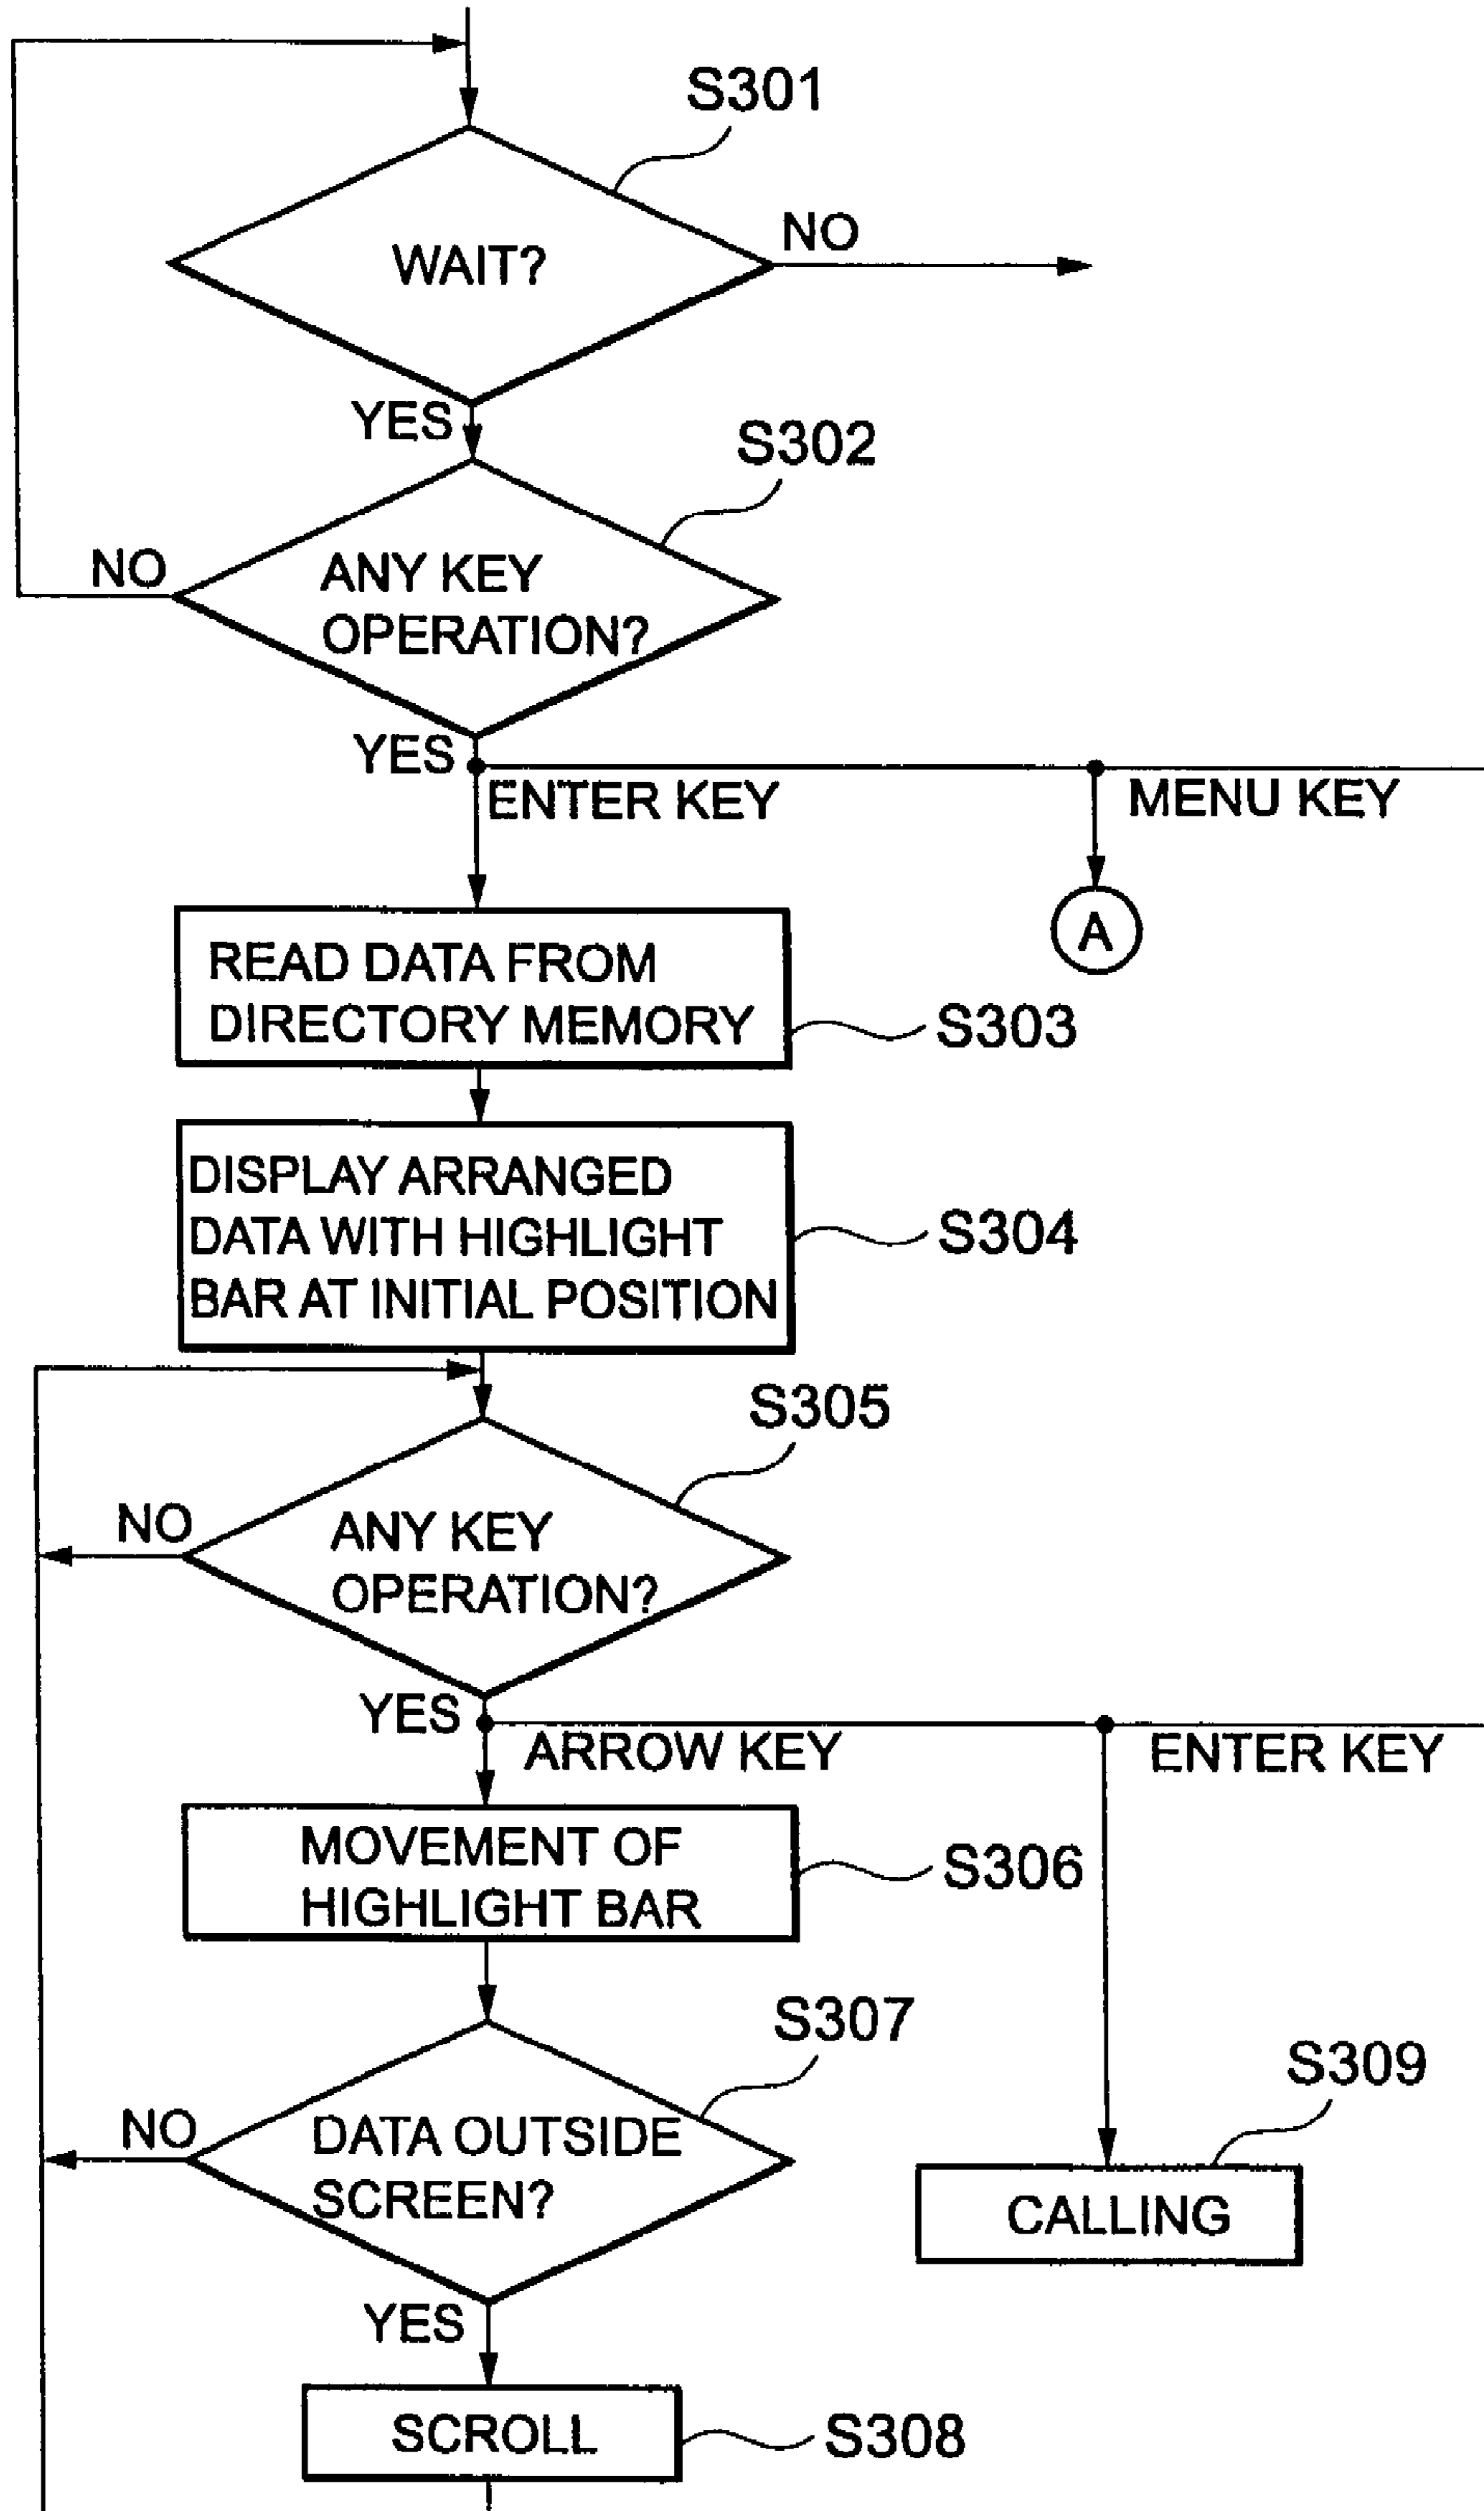 S301
WAIT?
NO
YES
S302
NO
ANY KEY
OPERATION?
YES
ENTER KEY
MENU KEY
A
READ DATA FROM
DIRECTORY MEMORY
S303
DISPLAY ARRANGED
DATA WITH HIGHLIGHT
BAR AT INITIAL POSITION
S304
S305
NO
ANY KEY
OPERATION?
YES
ARROW KEY
ENTER KEY
MOVEMENT OF
HIGHLIGHT BAR
S306
S307
NO
DATA OUTSIDE
SCREEN?
S309
CALLING
YES
SCROLL
S308